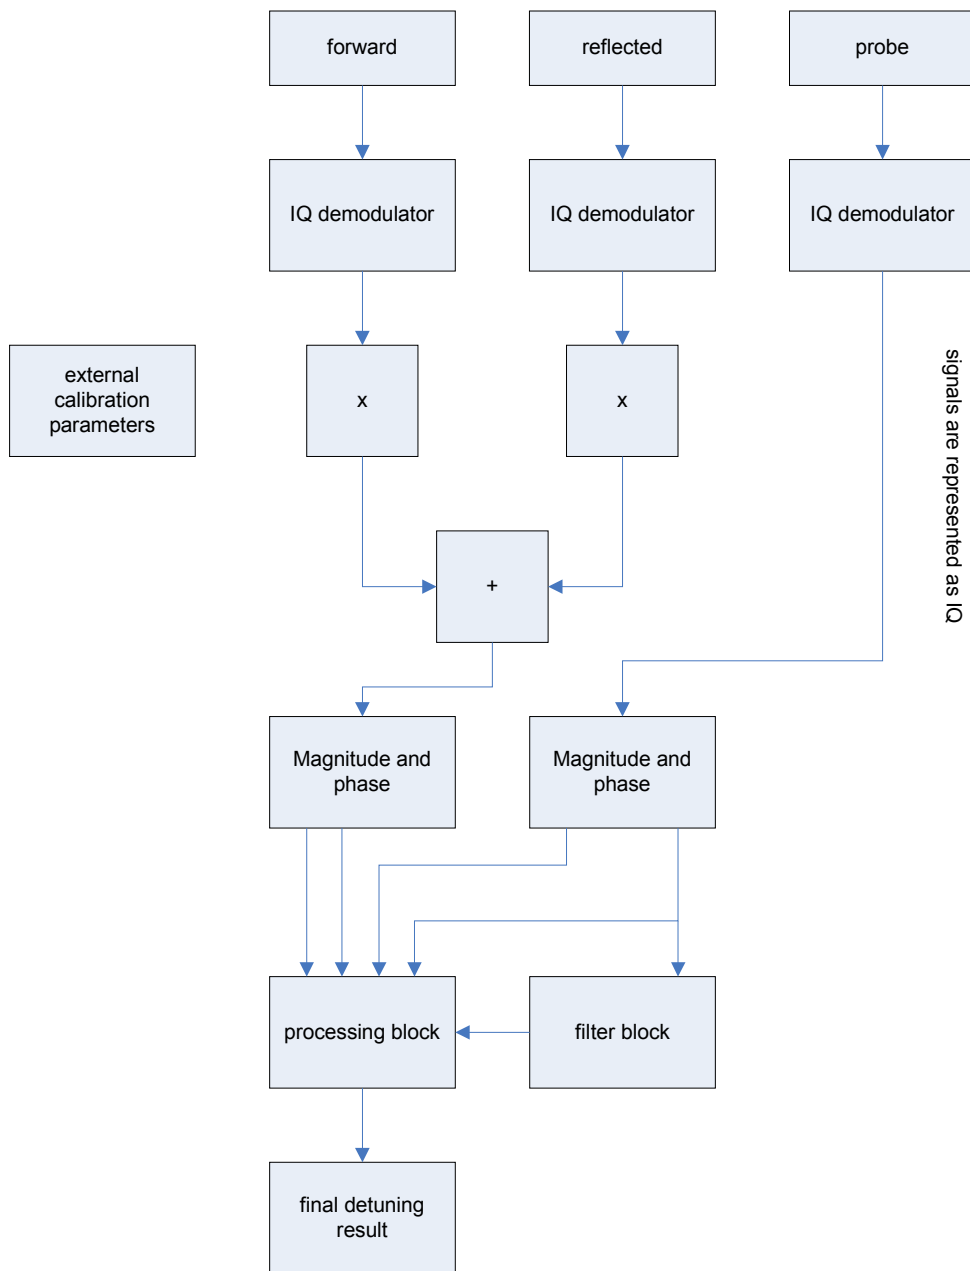 forward
reflected
probe
IQ demodulator
IQ demodulator
IQ demodulator
external
calibration
parameters
x
x
signals are represented as IQ
+
Magnitude and
phase
Magnitude and
phase
processing block
filter block
final detuning
result